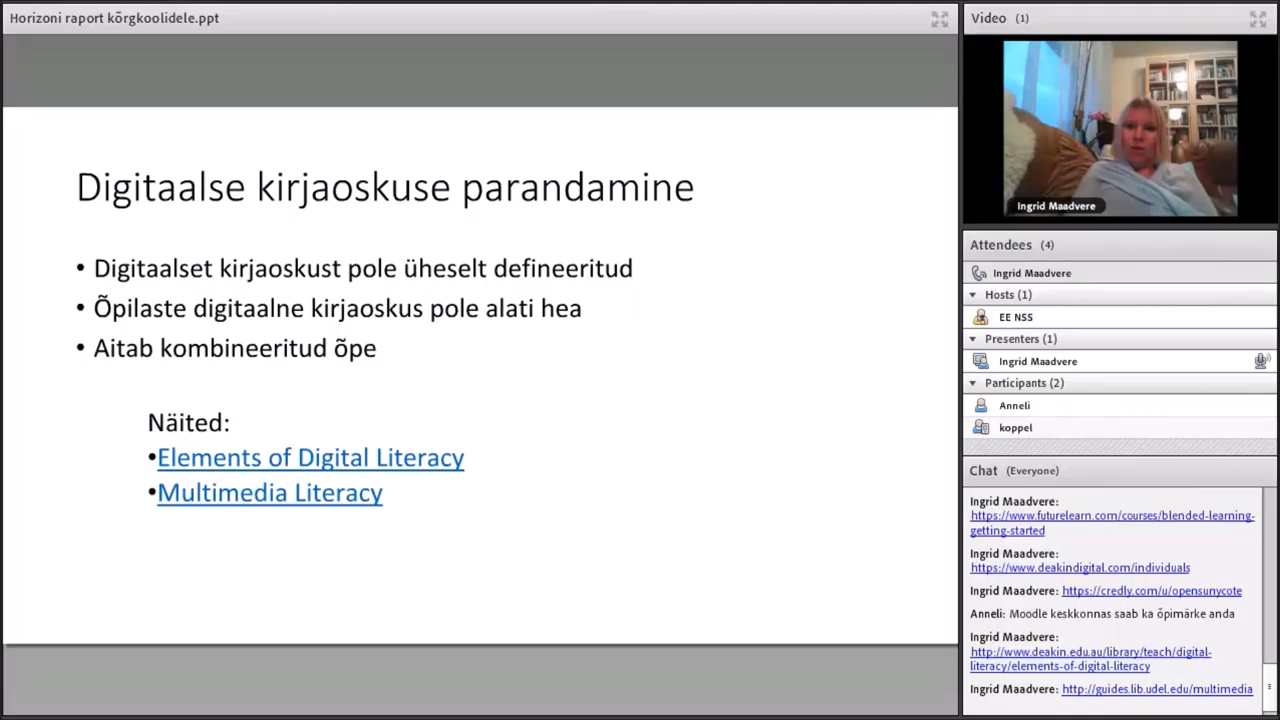 Horizoni raport kõrgkoolidele.ppt
Digitaalse kirjaoskuse parandamine
• Digitaalset kirjaoskust pole üheselt defineeritud
• Õpilaste digitaalne kirjaoskus pole alati hea
• Aitab kombineeritud õpe
Näited:
•Elements of Digital Literacy
•Multimedia Literacy
Video (1)
Ingrid Maadvere
Attendees (4)
Ingrid Maadvere
Hosts (1)
EE NSS
Presenters (1)
Ingrid Maadvere
Participants (2)
Anneli
koppel
Chat (Everyone)
Ingrid Maadvere:
https://www.futurelearn.com/courses/blended-learning-
getting-started
Ingrid Maadvere:
https://www.deakindigital.com/individuals
Ingrid Maadvere: https://credly.com/u/opensunycote
Anneli: Moodle keskkonnas saab ka õpimärke anda
Ingrid Maadvere:
http://www.deakin.edu.au/library/teach/digital-
literacy/elements-of-digital-literacy
Ingrid Maadvere: http://guides.lib.udel.edu/multimedia